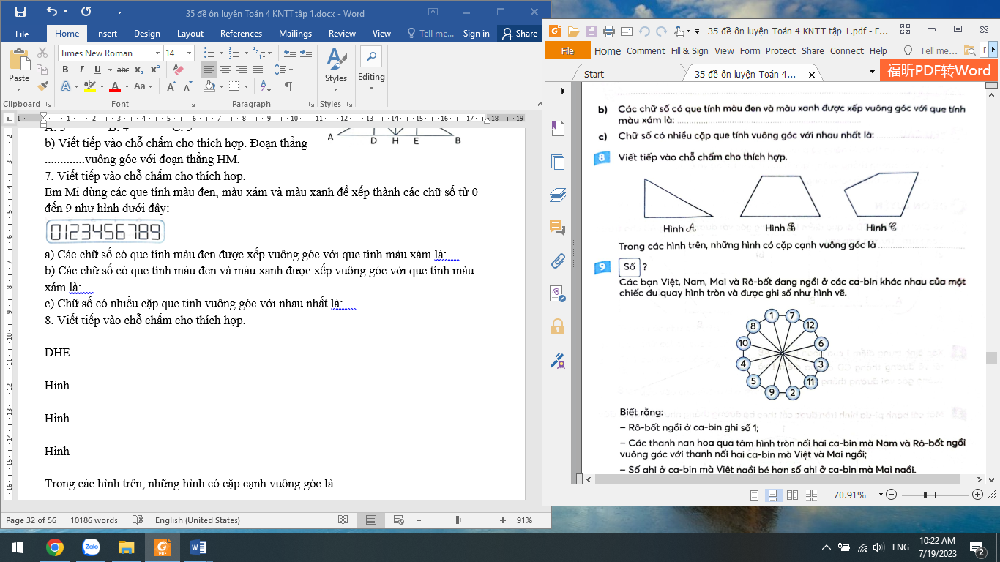 35 đề ôn luyện Toán 4 KNTT tập 1.docx - Word
File Home Insert Design Layout References Mailings Review View Tell me... Sign in Share
Times New Roman 14
Paste
B I U abc x₂ x²
Aa
Styles
Editing
Clipboard Font Paragraph Styles
A D H E B
b) Viết tiếp vào chỗ chấm cho thích hợp. Đoạn thẳng
.............vuông góc với đoạn thẳng HM.
7. Viết tiếp vào chỗ chấm cho thích hợp.
Em Mi dùng các que tính màu đen, màu xám và màu xanh để xếp thành các chữ số từ 0
đến 9 như hình dưới đây:
0123456789
a) Các chữ số có que tính màu đen được xếp vuông góc với que tính màu xám là:…
b) Các chữ số có que tính màu đen và màu xanh được xếp vuông góc với que tính màu
xám là:….
c) Chữ số có nhiều cặp que tính vuông góc với nhau nhất là:……
8. Viết tiếp vào chỗ chấm cho thích hợp.
DHE
Hình
Hình
Hình
Trong các hình trên, những hình có cặp cạnh vuông góc là
Page 32 of 56 10186 words English (United States) 91%
35 đề ôn luyện Toán 4 KNTT tập 1.pdf - F...
File Home Comment Fill & Sign View Form Protect Share Connect Help Tell me...
Start 35 đề ôn luyện Toán 4... 福昕PDF转Word
b) Các chữ số có que tính màu đen và màu xanh được xếp vuông góc với que tính
màu xám là:
c) Chữ số có nhiều cặp que tính vuông góc với nhau nhất là:
8 Viết tiếp vào chỗ chấm cho thích hợp.
Hình A Hình B Hình C
Trong các hình trên, những hình có cặp cạnh vuông góc là
9 Số ?
Các bạn Việt, Nam, Mai và Rô-bốt đang ngồi ở các ca-bin khác nhau của một
chiếc đu quay hình tròn và được ghi số như hình vẽ.
1 7
8 12
10 6
4 3
5 11
9 2
Biết rằng:
– Rô-bốt ngồi ở ca-bin ghi số 1;
– Các thanh nan hoa qua tâm hình tròn nối hai ca-bin mà Nam và Rô-bốt ngồi
vuông góc với thanh nối hai ca-bin mà Việt và Mai ngồi;
– Số ghi ở ca-bin mà Việt ngồi bé hơn số ghi ở ca-bin mà Mai ngồi.
70.91%
Zalo
ENG
10:22 AM
7/19/2023
2